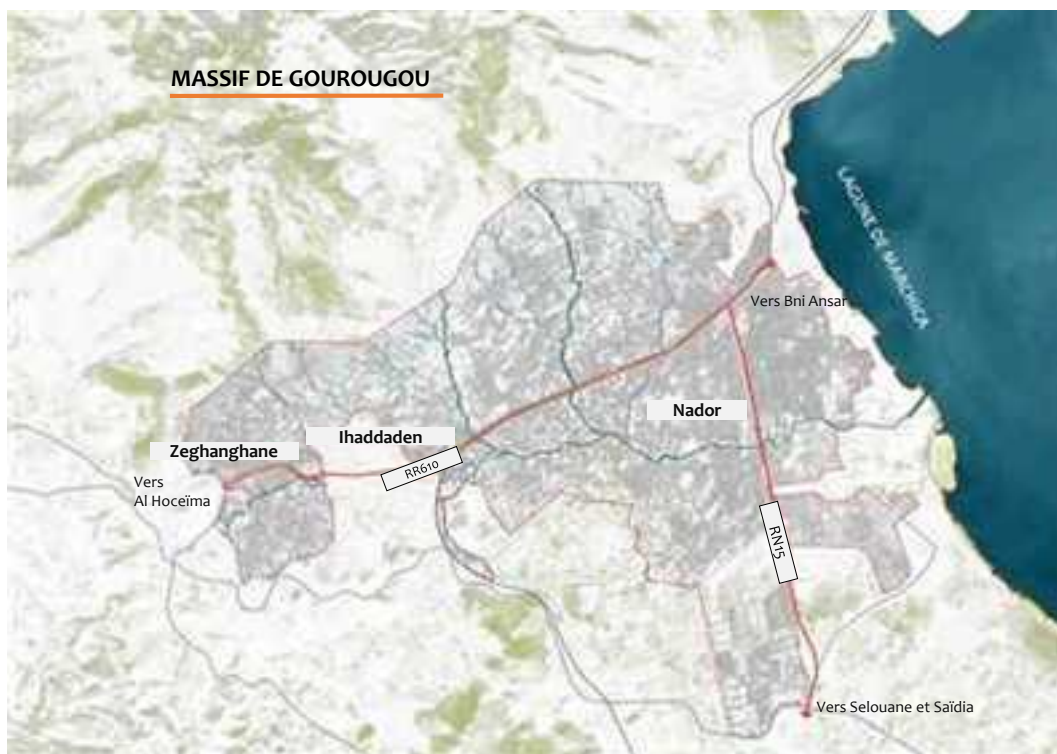 MASSIF DE GOUROUGOU
LAGUNE DE MARCHICA
Vers Bni Ansar
Nador
Ihaddaden
Zeghanghane
RR610
Vers
Al Hoceïma
RN15
Vers Selouane et Saïdia